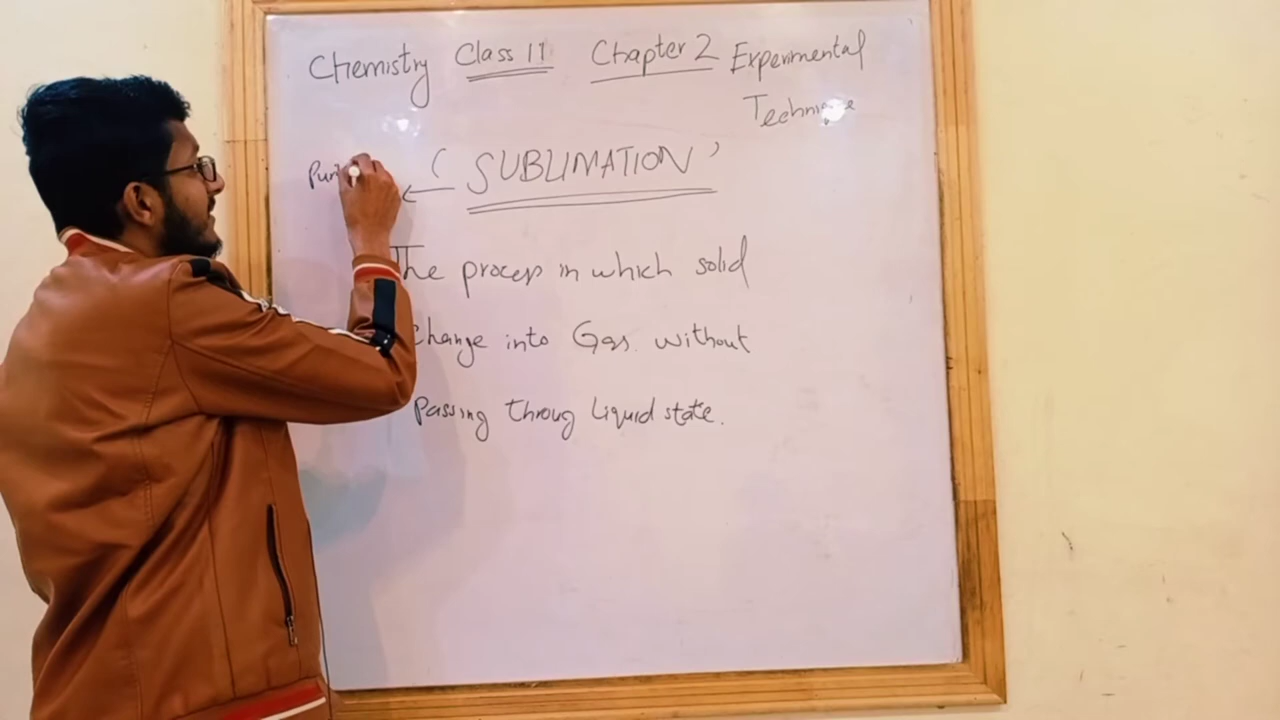 Chemistry Class 11 Chapter 2 Experimental
Technique
( SUBLIMATION '
The process in which solid
Change into Gas. without
Passing throug liquid state.